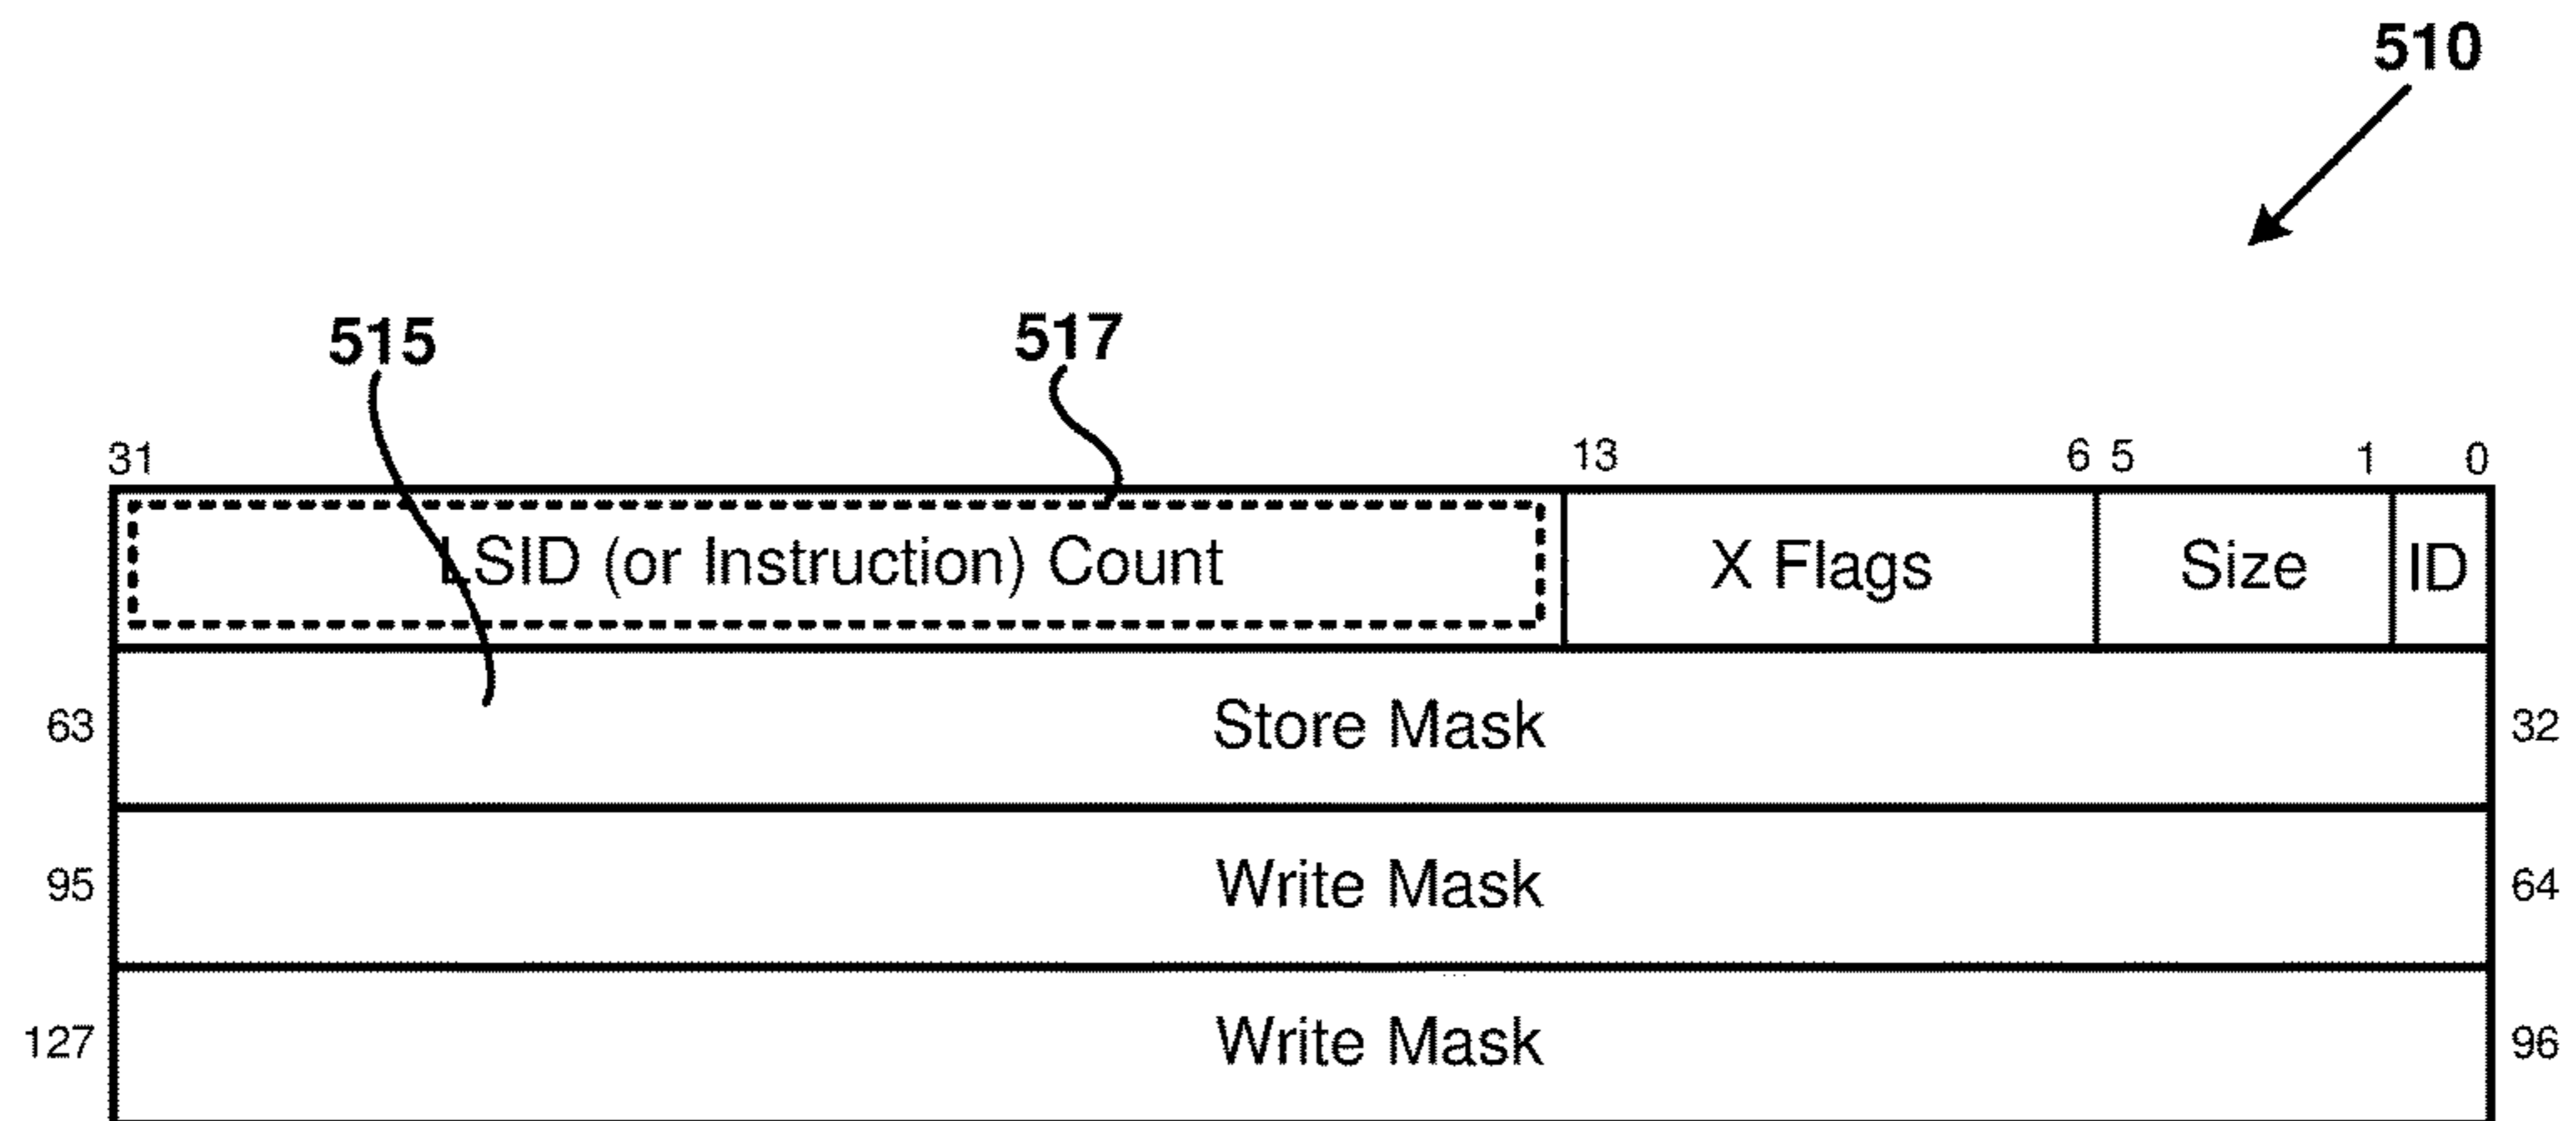 510
515 517
31 13 6 5 1 0
LSID (or Instruction) Count X Flags Size ID
63 Store Mask 32
95 Write Mask 64
127 Write Mask 96